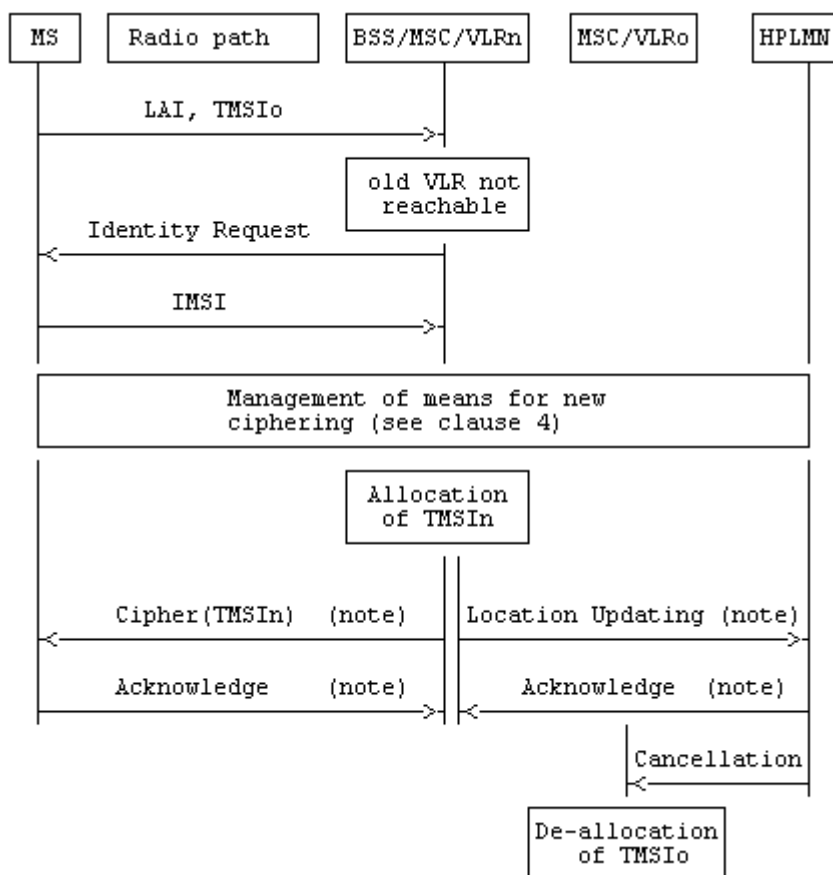 MS Radio path BSS/MSC/VLRn MSC/VLRo HPLMN
LAI, TMSIo
old VLR not
reachable
Identity Request
IMSI
Management of means for new
ciphering (see clause 4)
Allocation
of TMSIn
Cipher(TMSIn) (note) Location Updating (note)
Acknowledge (note) Acknowledge (note)
Cancellation
De-allocation
of TMSIo